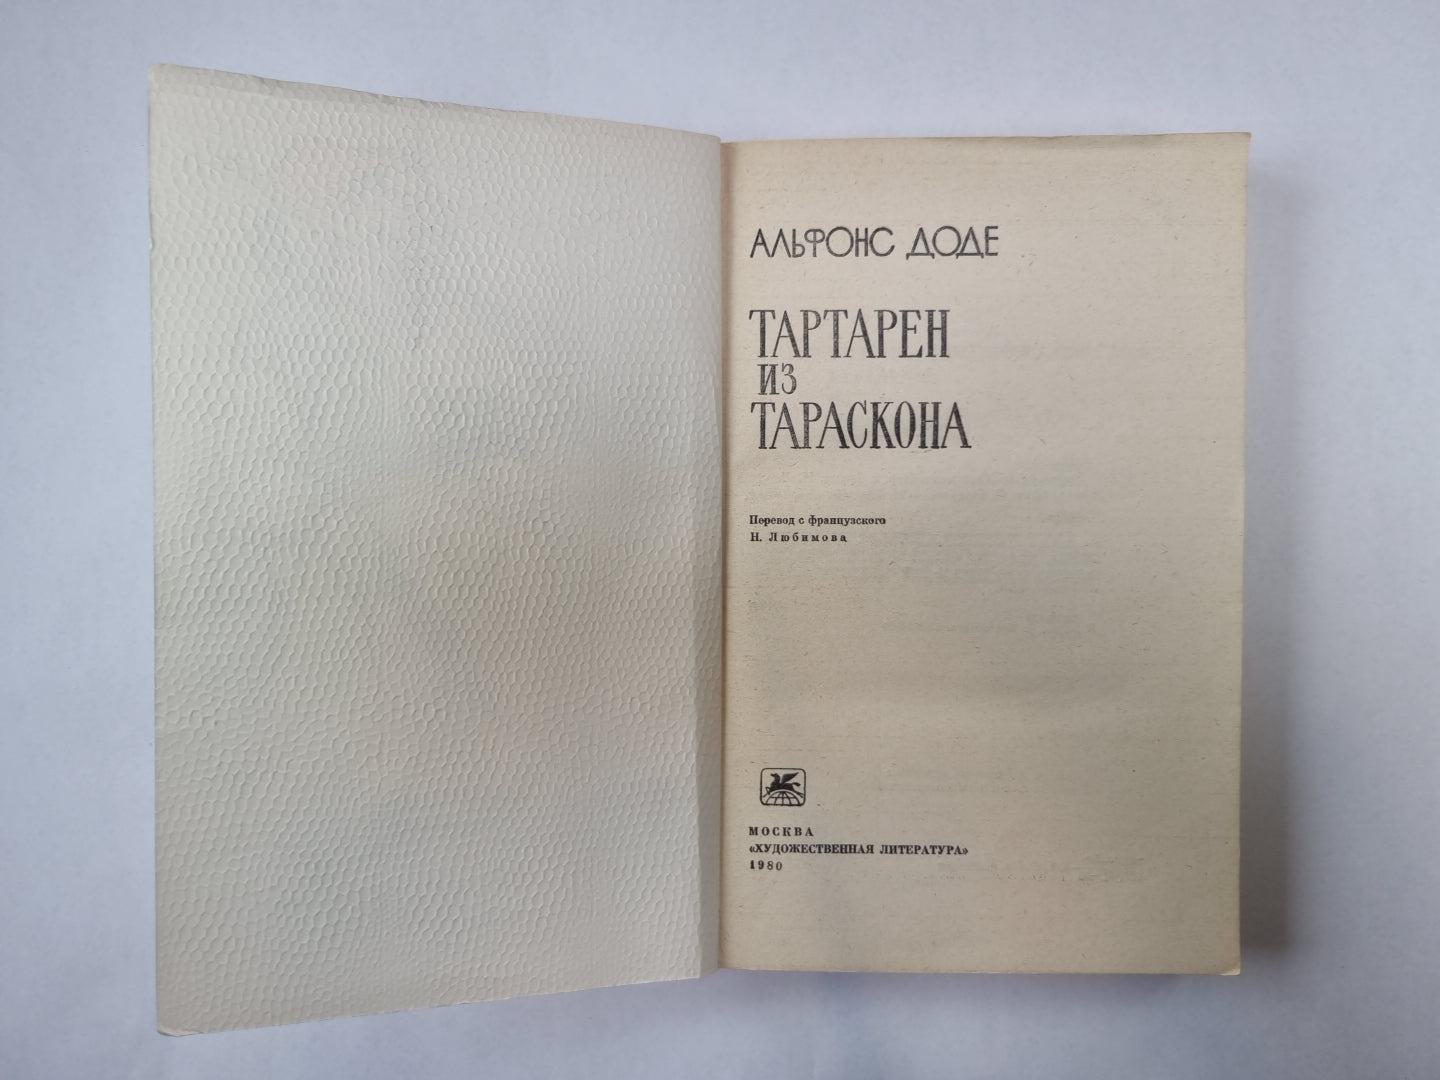 АЛЬФОНС ДОДЕ
ТАРТАРЕН
ИЗ
ТАРАСКОНА
Перевод с французского
Н. Любимова
МОСКВА
«ХУДОЖЕСТВЕННАЯ ЛИТЕРАТУРА»
1980